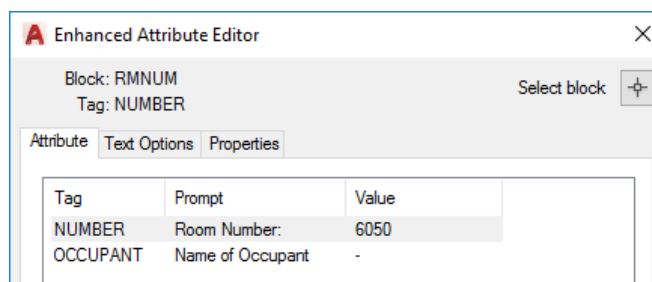 Enhanced Attribute Editor
Block: RMNUM
Select block
Tag: NUMBER
Attribute Text Options Properties
Tag Prompt Value
NUMBER Room Number: 6050
OCCUPANT Name of Occupant -